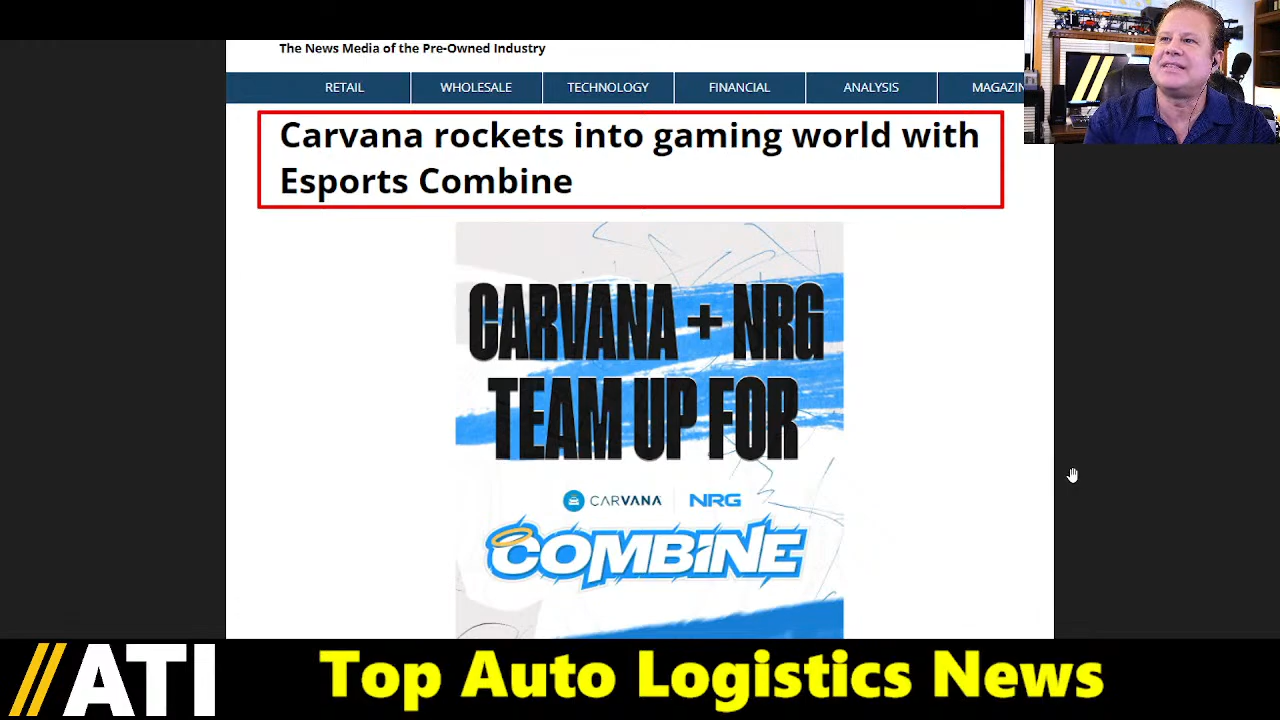 The News Media of the Pre-Owned Industry
RETAIL
WHOLESALE
TECHNOLOGY
FINANCIAL
ANALYSIS
MAGAZIN
Carvana rockets into gaming world with
Esports Combine
CARVANA + NRG
TEAM UP FOR
CARVANA NRG
COMBINE
//ATI Top Auto Logistics News